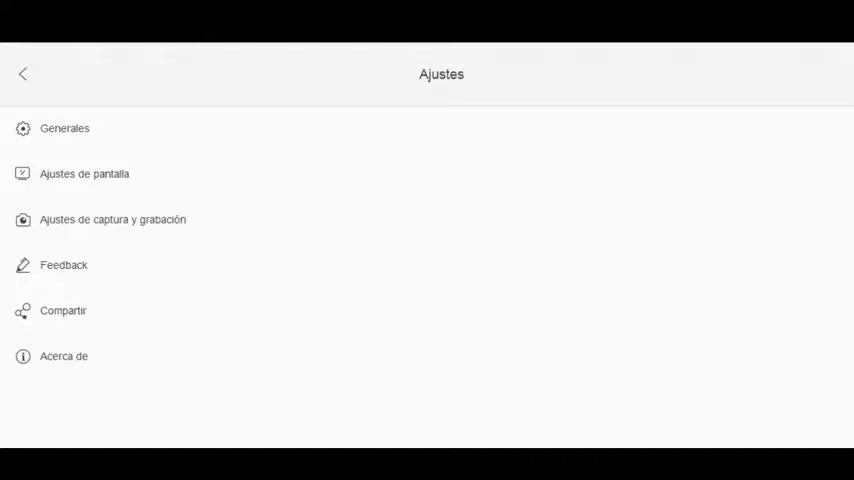 Ajustes
Generales
Ajustes de pantalla
Ajustes de captura y grabación
Feedback
Compartir
Acerca de